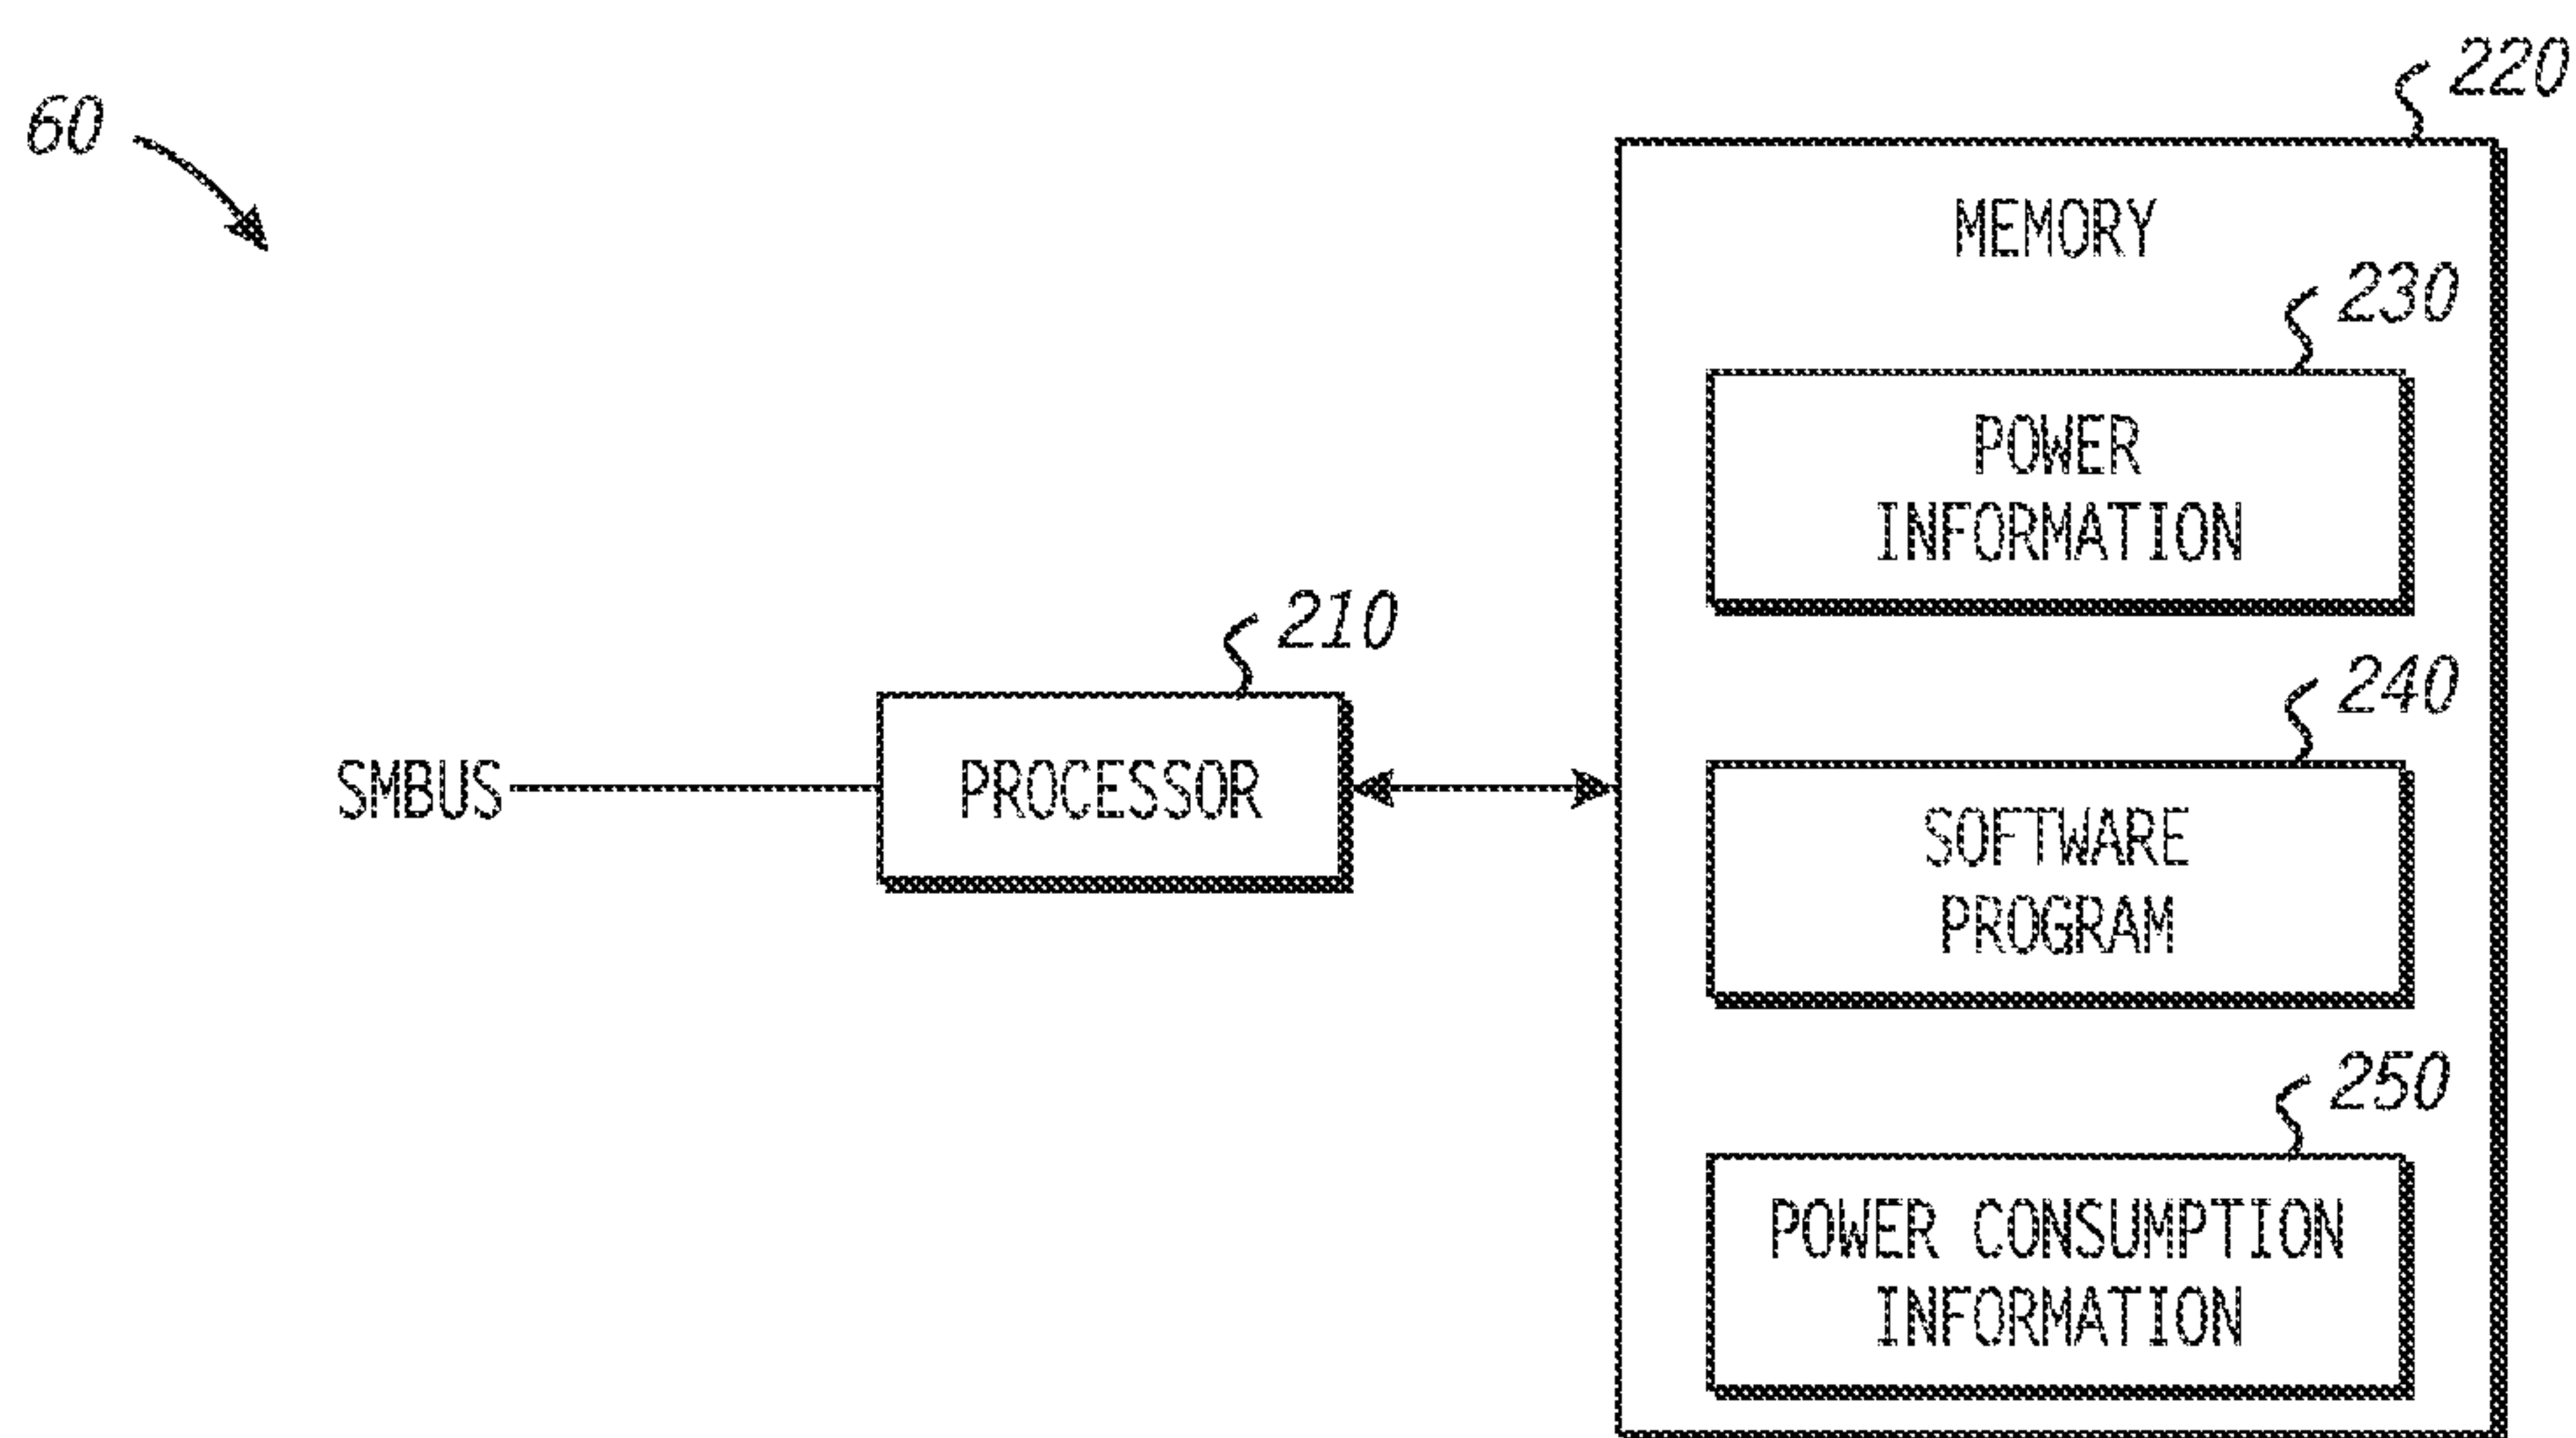 220
60
MEMORY
230
POWER
INFORMATION
210
240
SMBUS
PROCESSOR
SOFTWARE
PROGRAM
250
POWER CONSUMPTION
INFORMATION